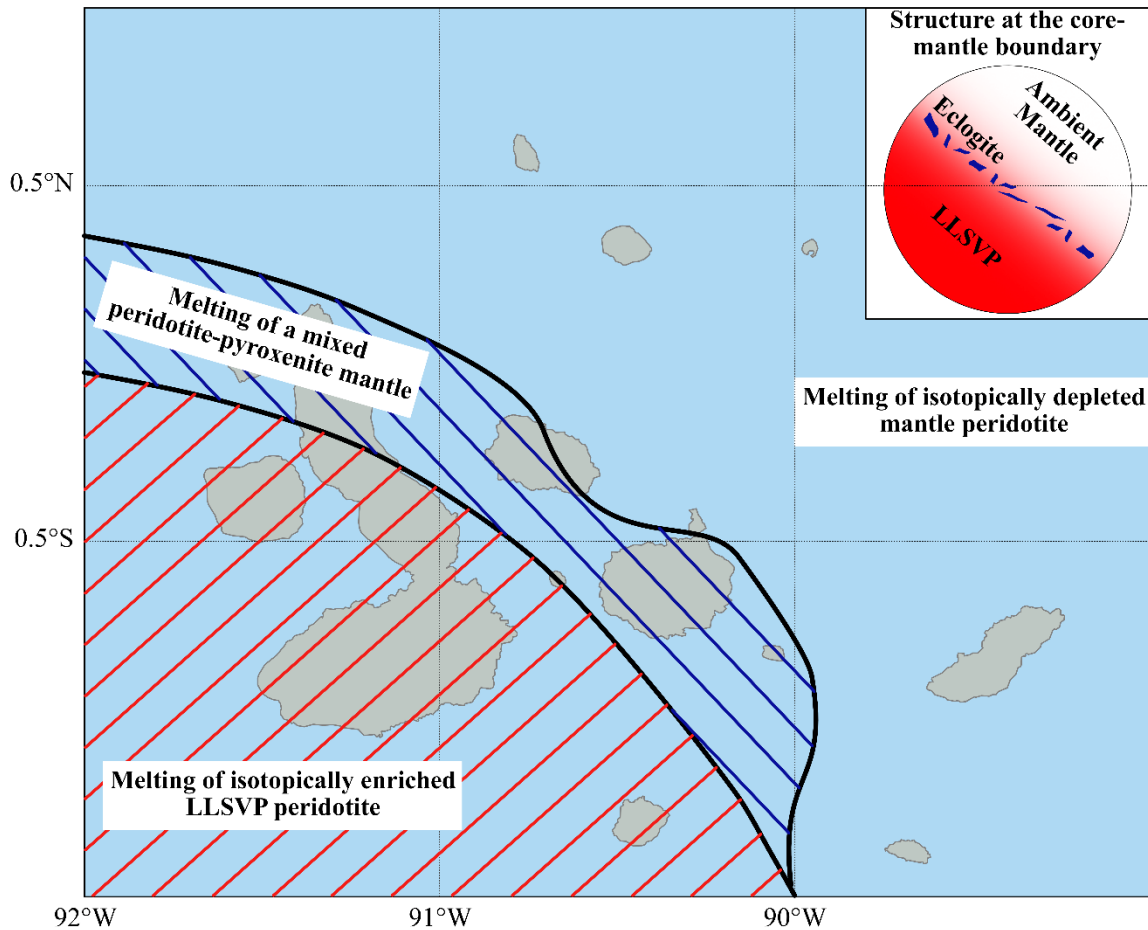 Structure at the core-
mantle boundary
Ambient
Mantle
Eclogite
LLSVP
0.5°N
Melting of a mixed
peridotite-pyroxenite mantle
Melting of isotopically depleted
mantle peridotite
0.5°S
Melting of isotopically enriched
LLSVP peridotite
92°W
91°W
90°W